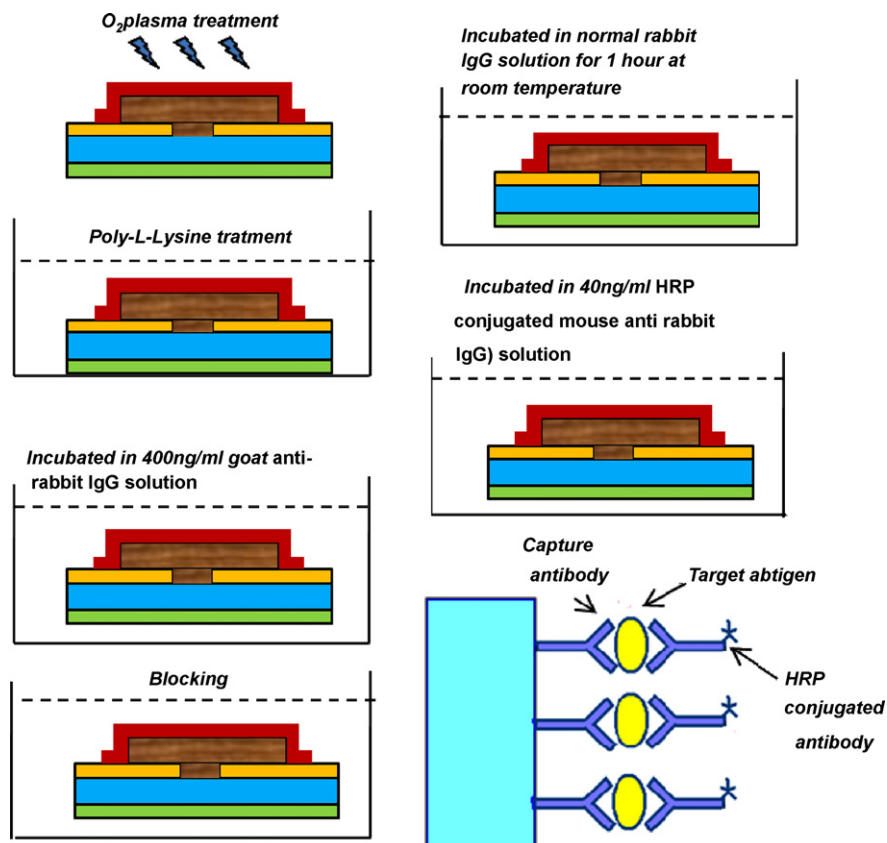 O2plasma treatment
Poly-L-Lysine tratment
Incubated in 400ng/ml goat anti-
rabbit IgG solution
Blocking
Incubated in normal rabbit
IgG solution for 1 hour at
room temperature
Incubated in 40ng/ml HRP
conjugated mouse anti rabbit
IgG) solution
Capture
antibody
Target abtigen
HRP
conjugated
antibody